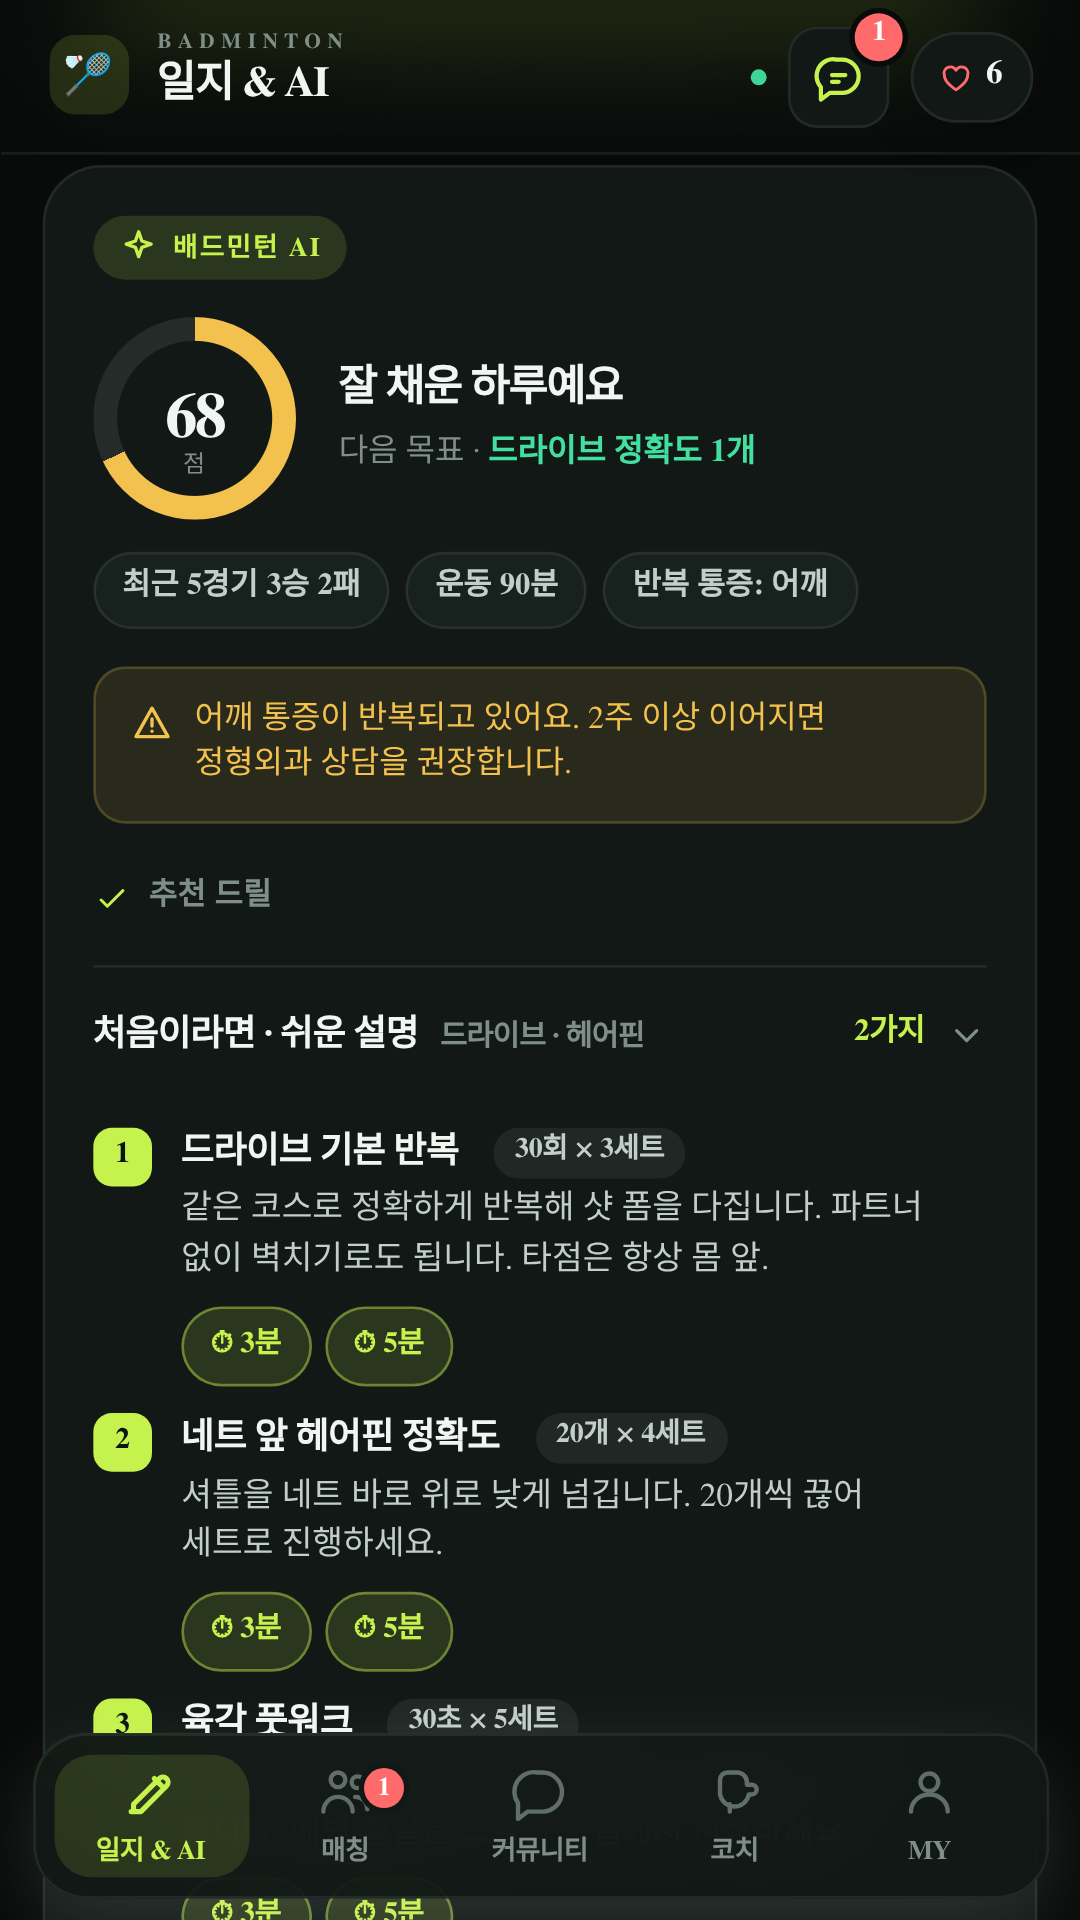 BADMINTON
일지 & AI
1
6
배드민턴 AI
68
점
잘 채운 하루예요
다음 목표 · 드라이브 정확도 1개
최근 5경기 3승 2패
운동 90분
반복 통증: 어깨
어깨 통증이 반복되고 있어요. 2주 이상 이어지면
정형외과 상담을 권장합니다.
추천 드릴
처음이라면 · 쉬운 설명 드라이브 · 헤어핀 2가지
1 드라이브 기본 반복 30회 × 3세트
같은 코스로 정확하게 반복해 샷 폼을 다집니다. 파트너
없이 벽치기로도 됩니다. 타점은 항상 몸 앞.
⏱ 3분 ⏱ 5분
2 네트 앞 헤어핀 정확도 20개 × 4세트
셔틀을 네트 바로 위로 낮게 넘깁니다. 20개씩 끊어
세트로 진행하세요.
⏱ 3분 ⏱ 5분
3 육각 풋워크 30초 × 5세트
1
일지 & AI
매칭
커뮤니티
코치
MY
⏱ 3분 ⏱ 5분